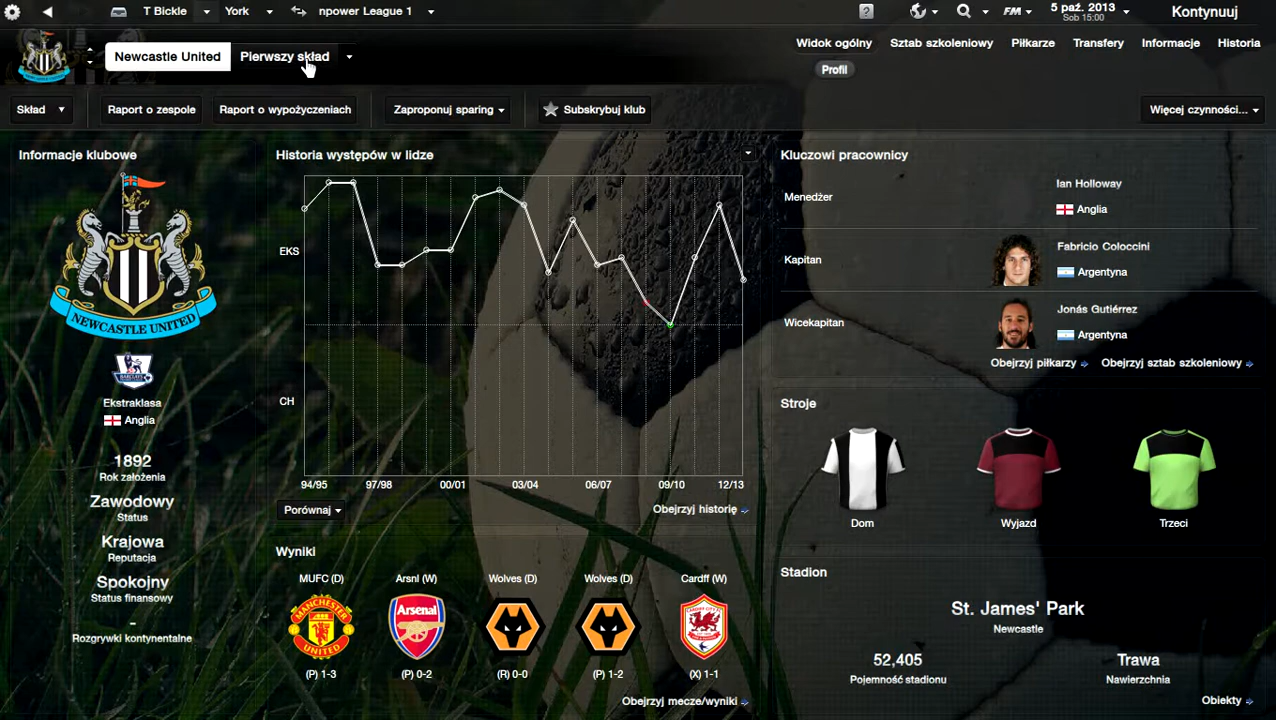 T Bickle
York
npower League 1
?
FM
5 paź. 2013
Sob 15:00
Kontynuuj
Newcastle United
Pierwszy skład
Widok ogólny
Sztab szkoleniowy
Piłkarze
Transfery
Informacje
Historia
Profil
Skład
Raport o zespole
Raport o wypożyczeniach
Zaproponuj sparing
Subskrybuj klub
Więcej czynności...
Informacje klubowe
NEWCASTLE UNITED
Ekstraklasa
Anglia
1892
Rok założenia
Zawodowy
Status
Krajowa
Reputacja
Spokojny
Status finansowy
-
Rozgrywki kontynentalne
Historia występów w lidze
EKS
CH
94/95
97/98
00/01
03/04
06/07
09/10
12/13
Porównaj
Obejrzyj historię
Wyniki
MUFC (D)
Arsnl (W)
Wolves (D)
Wolves (D)
Cardff (W)
MANCHESTER
UNITED
Arsenal
(P) 1-3
(P) 0-2
(R) 0-0
(P) 1-2
(X) 1-1
Obejrzyj mecze/wyniki
Kluczowi pracownicy
Menedżer
Ian Holloway
Anglia
Kapitan
Fabricio Coloccini
Argentyna
Wicekapitan
Jonás Gutiérrez
Argentyna
Obejrzyj piłkarzy
Obejrzyj sztab szkoleniowy
Stroje
Dom
Wyjazd
Trzeci
Stadion
St. James' Park
Newcastle
52,405
Pojemność stadionu
Trawa
Nawierzchnia
Obiekty